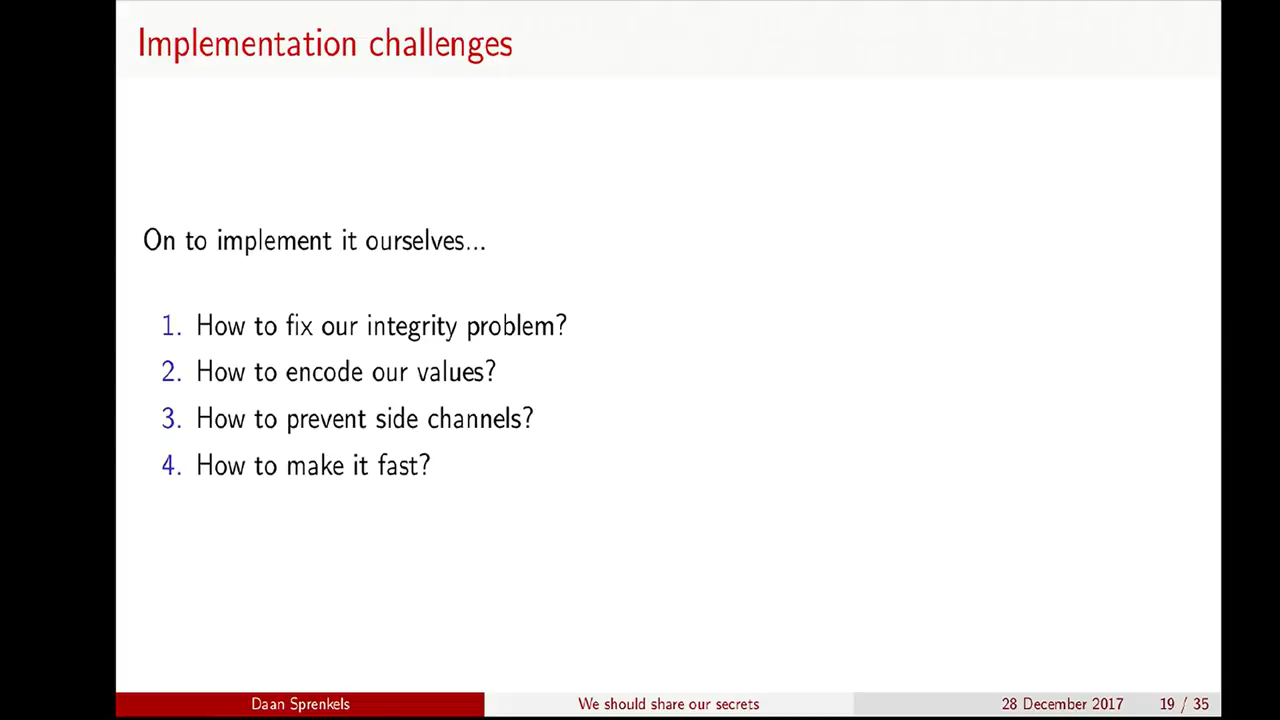 Implementation challenges
On to implement it ourselves...
1. How to fix our integrity problem?
2. How to encode our values?
3. How to prevent side channels?
4. How to make it fast?
Daan Sprenkels We should share our secrets 28 December 2017 19 / 35